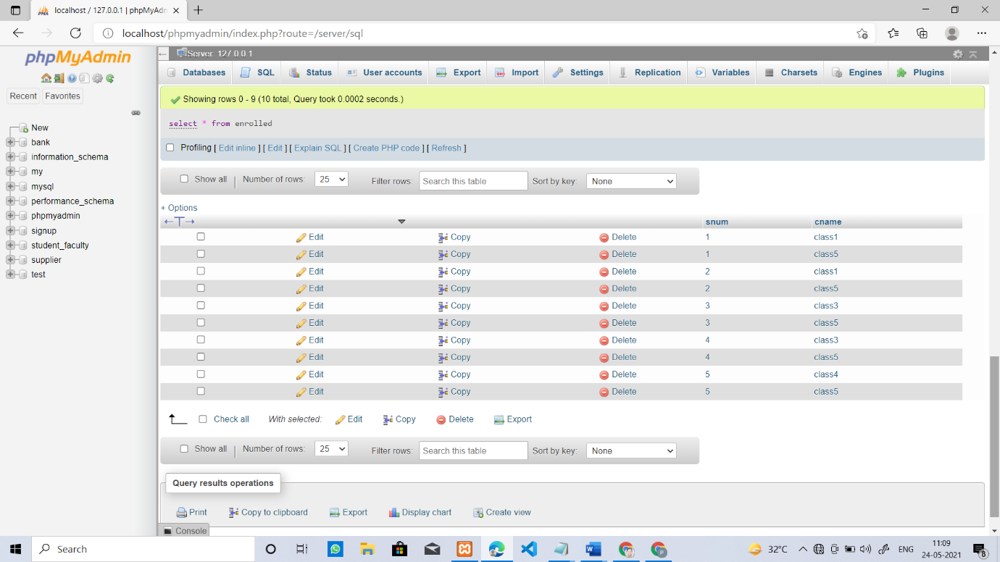 localhost / 127.0.0.1 | phpMyAdn
localhost/phpmyadmin/index.php?route=/server/sql
phpMyAdmin
Recent Favorites
New
bank
information_schema
my
mysql
performance_schema
phpmyadmin
signup
student_faculty
supplier
test
Server: 127.0.0.1
Databases SQL Status User accounts Export Import Settings Replication Variables Charsets Engines Plugins
Showing rows 0 - 9 (10 total, Query took 0.0002 seconds.)
select * from enrolled
Profiling [ Edit inline ] [ Edit ] [ Explain SQL ] [ Create PHP code ] [ Refresh ]
Show all | Number of rows: 25 Filter rows: Search this table Sort by key: None
+ Options
←T→ snum cname
Edit Copy Delete 1 class1
Edit Copy Delete 1 class5
Edit Copy Delete 2 class1
Edit Copy Delete 2 class5
Edit Copy Delete 3 class3
Edit Copy Delete 3 class5
Edit Copy Delete 4 class3
Edit Copy Delete 4 class5
Edit Copy Delete 5 class4
Edit Copy Delete 5 class5
Check all With selected: Edit Copy Delete Export
Show all | Number of rows: 25 Filter rows: Search this table Sort by key: None
Query results operations
Print Copy to clipboard Export Display chart Create view
Console
Search 32°C ENG 11:09
24-05-2021 8